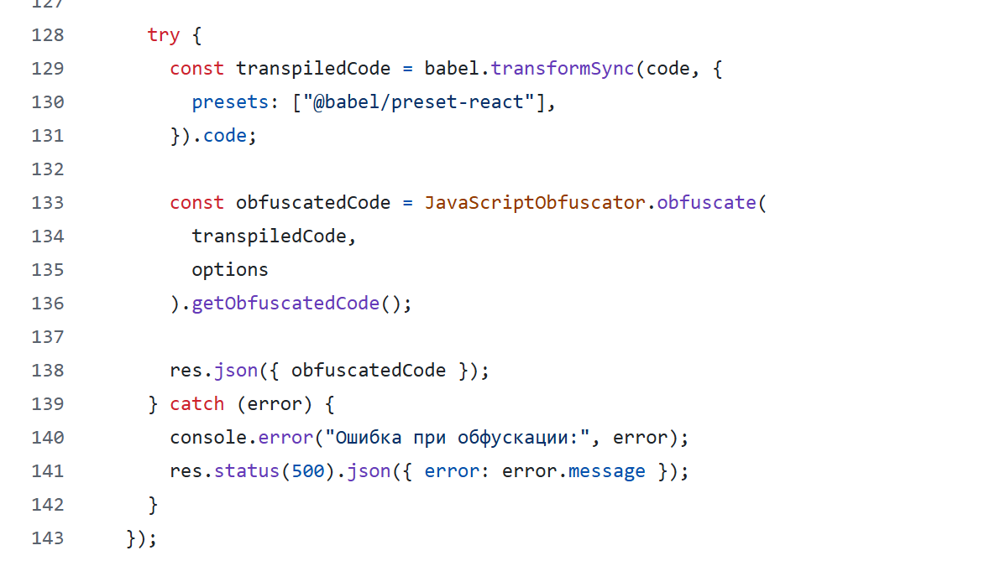 127
128 try {
129 const transpiledCode = babel.transformSync(code, {
130 presets: ["@babel/preset-react"],
131 }).code;
132
133 const obfuscatedCode = JavaScriptObfuscator.obfuscate(
134 transpiledCode,
135 options
136 ).getObfuscatedCode();
137
138 res.json({ obfuscatedCode });
139 } catch (error) {
140 console.error("Ошибка при обфускации:", error);
141 res.status(500).json({ error: error.message });
142 }
143 });